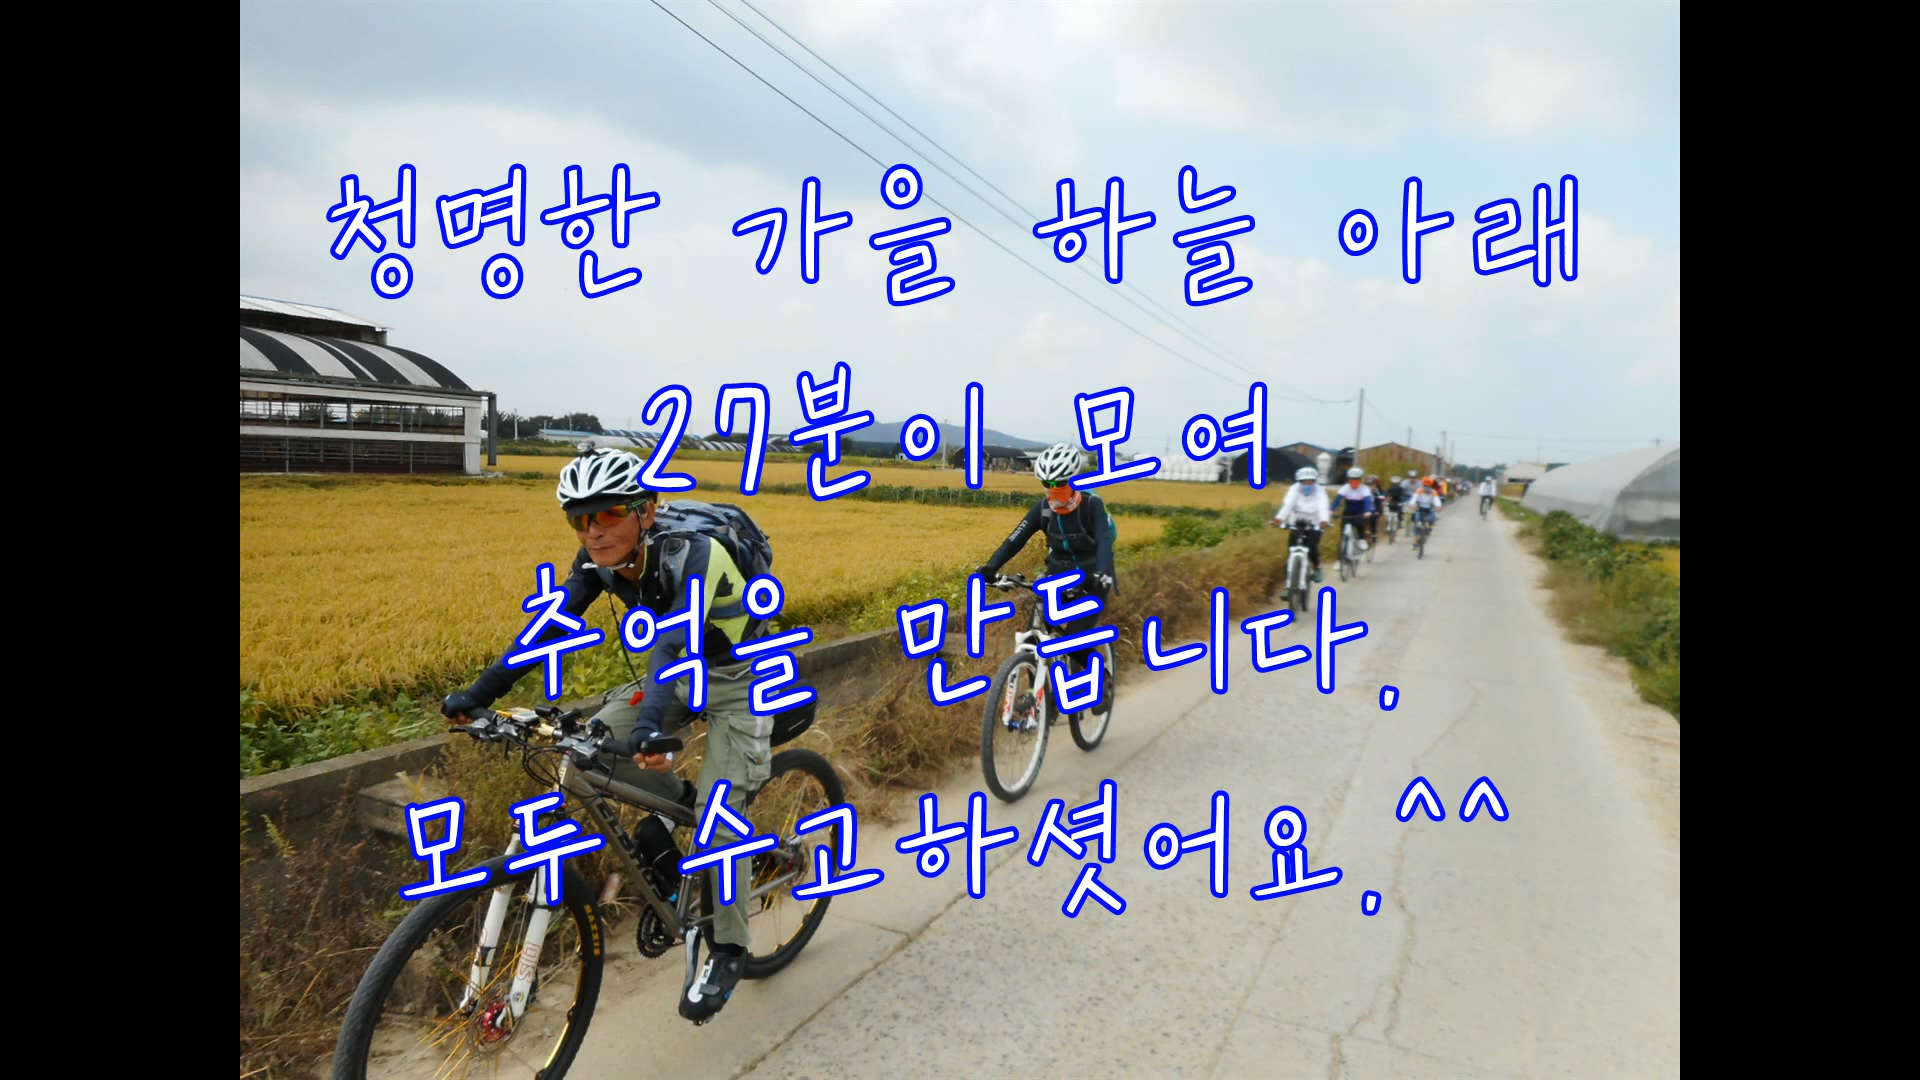 청명한 가을 하늘 아래
27분이 모여
추억을 만듭니다.
모두 수고하셨어요.^^
MAXXIS